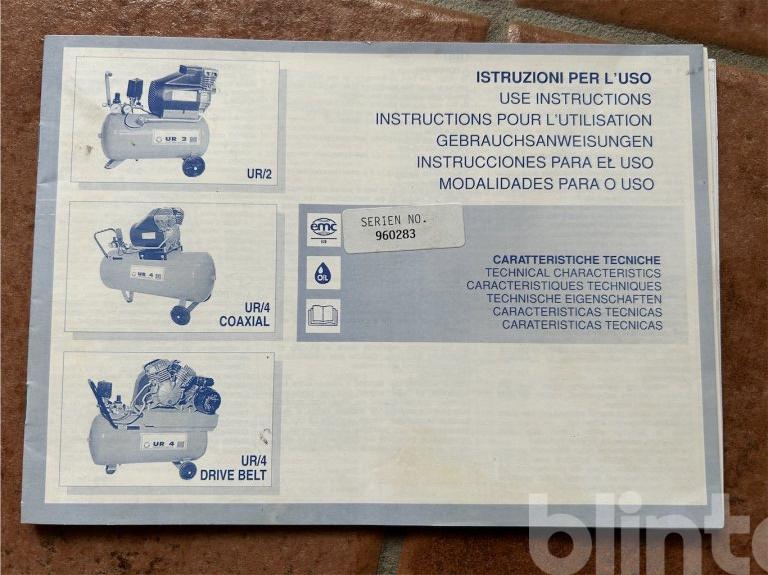 ISTRUZIONI PER L'USO
USE INSTRUCTIONS
INSTRUCTIONS POUR L'UTILISATION
GEBRAUCHSANWEISUNGEN
INSTRUCCIONES PARA EL USO
MODALIDADES PARA O USO
UR 2
UR/2
emc
SERIEN NO.
960283
OIL
CARATTERISTICHE TECNICHE
TECHNICAL CHARACTERISTICS
CARACTERISTIQUES TECHNIQUES
TECHNISCHE EIGENSCHAFTEN
CARACTERISTICAS TECNICAS
CARATERISTICAS TECNICAS
UR 4
UR/4
COAXIAL
UR 4
UR/4
DRIVE BELT
blinto